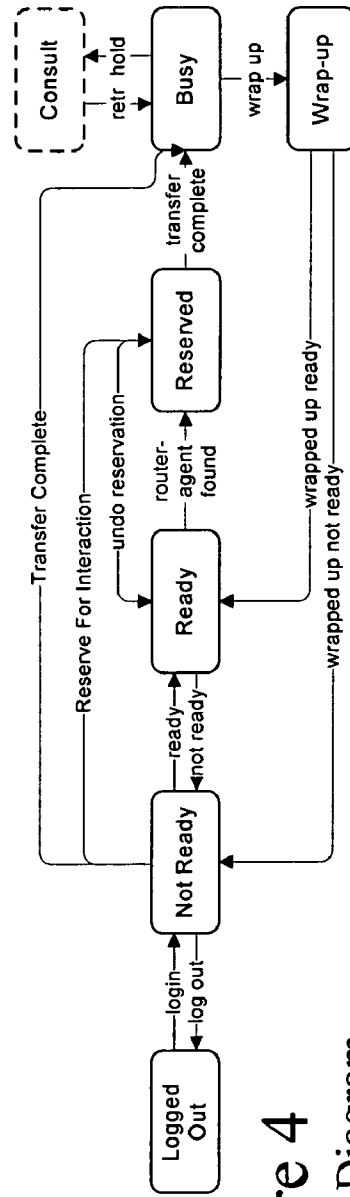 Consult
retr
hold
Busy
wrap up
Wrap-up
Transfer Complete
Reserve For Interaction
undo reservation
transfer
complete
Reserved
router-
agent
found
Ready
ready
not ready
wrapped up ready
wrapped up not ready
Not Ready
login
log out
Logged
Out
re 4
Diagram